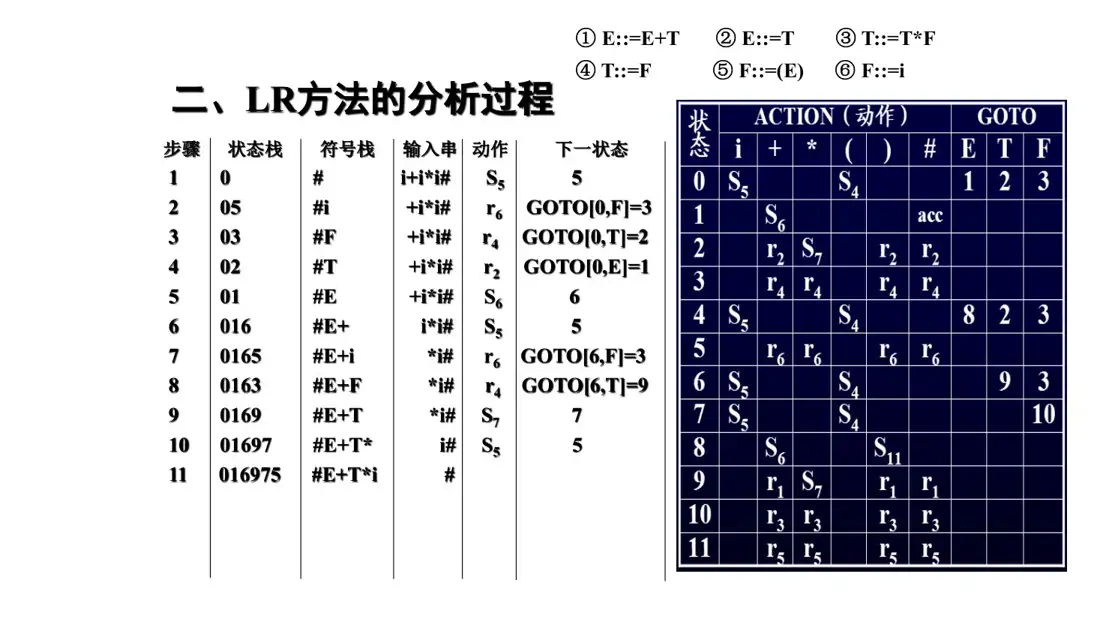 ① E::=E+T ② E::=T ③ T::=T*F
④ T::=F ⑤ F::=(E) ⑥ F::=i
二、LR方法的分析过程
步骤 状态栈 符号栈 输入串 动作 下一状态
1 0 # i+i*i# S5 5
2 05 #i +i*i# r6 GOTO[0,F]=3
3 03 #F +i*i# r4 GOTO[0,T]=2
4 02 #T +i*i# r2 GOTO[0,E]=1
5 01 #E +i*i# S6 6
6 016 #E+ i*i# S5 5
7 0165 #E+i *i# r6 GOTO[6,F]=3
8 0163 #E+F *i# r4 GOTO[6,T]=9
9 0169 #E+T *i# S7 7
10 01697 #E+T* i# S5 5
11 016975 #E+T*i #
状态 ACTION（动作） GOTO
i + * ( ) # E T F
0 S5 S4 1 2 3
1 S6 acc
2 r2 S7 r2 r2
3 r4 r4 r4 r4
4 S5 S4 8 2 3
5 r6 r6 r6 r6
6 S5 S4 9 3
7 S5 S4 10
8 S6 S11
9 r1 S7 r1 r1
10 r3 r3 r3 r3
11 r5 r5 r5 r5